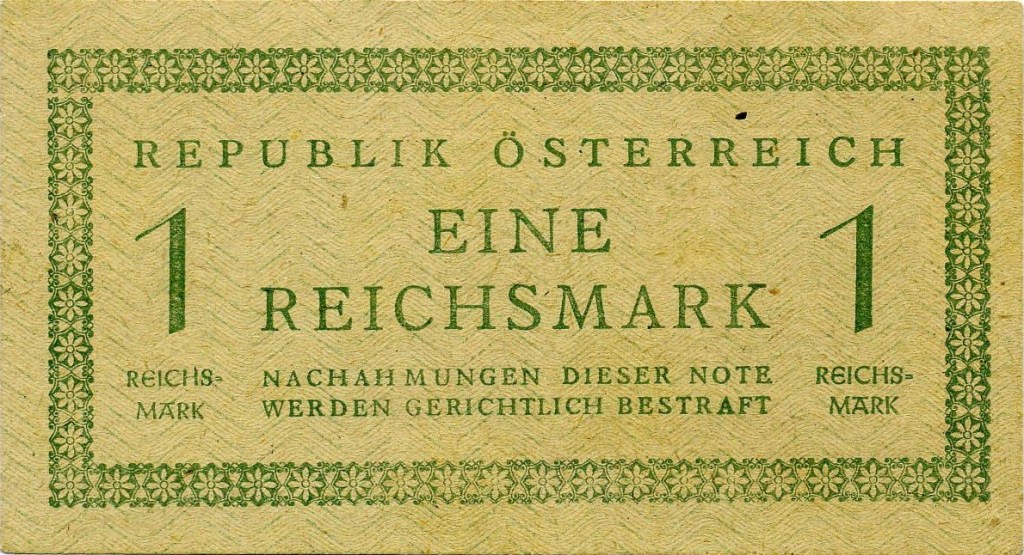 REPUBLIK ÖSTERREICH
EINE
REICHSMARK
1
REICHS=
MARK
NACHAHMUNGEN DIESER NOTE
WERDEN GERICHTLICH BESTRAFT
1
REICHS=
MARK